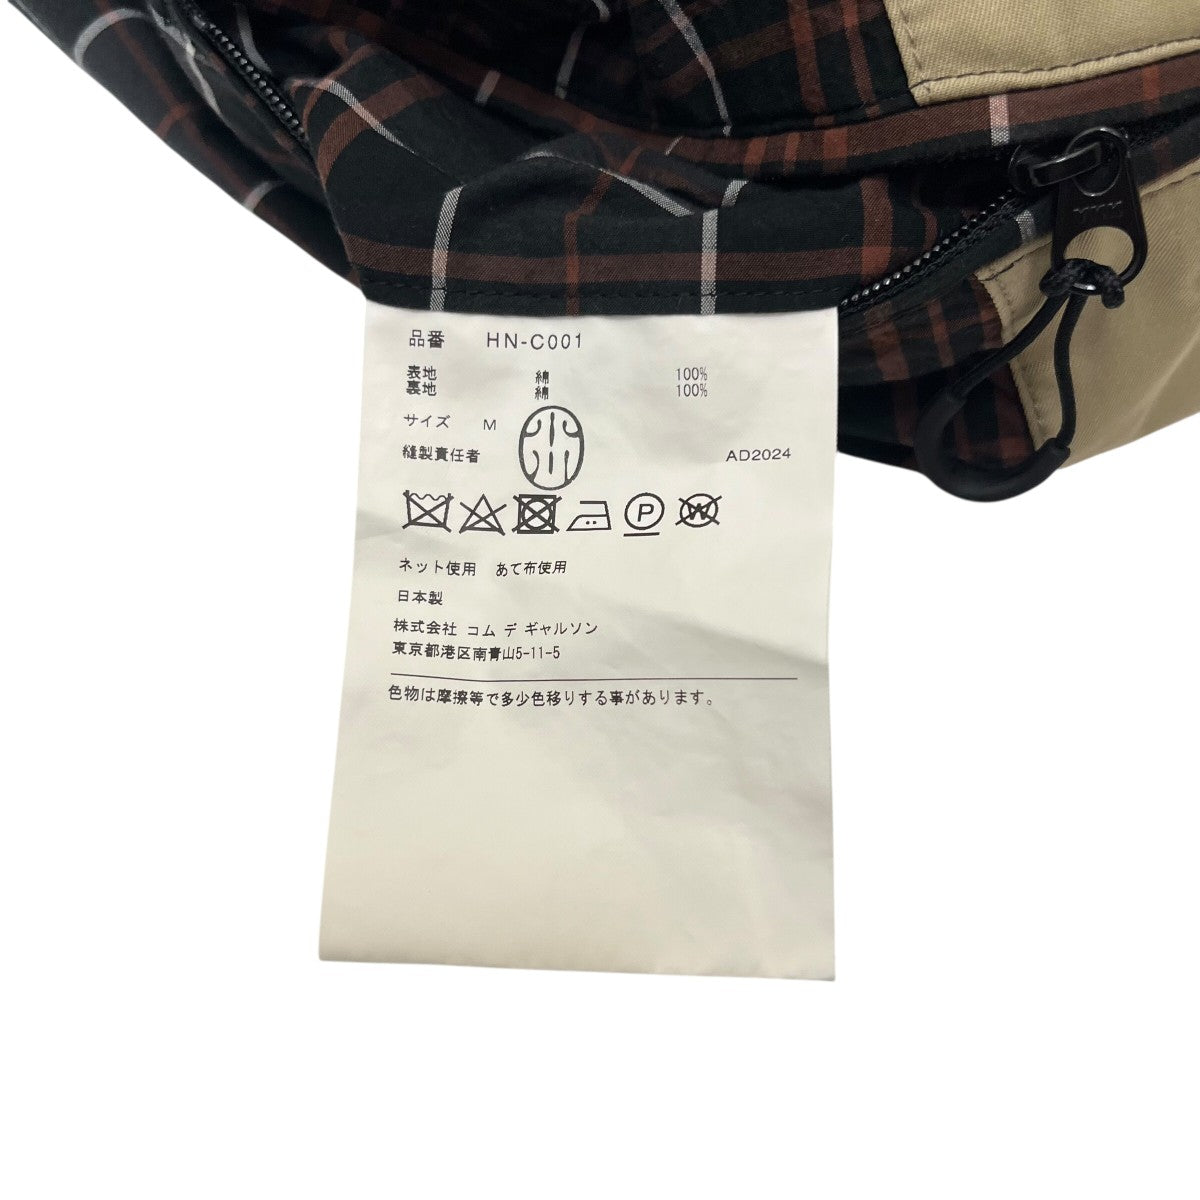 品番 HN-C001
表地 綿 100%
裏地 綿 100%
サイズ M
縫製責任者 AD2024
P W
ネット使用 あて布使用
日本製
株式会社 コム デ ギャルソン
東京都港区南青山5-11-5
色物は摩擦等で多少色移りする事があります。